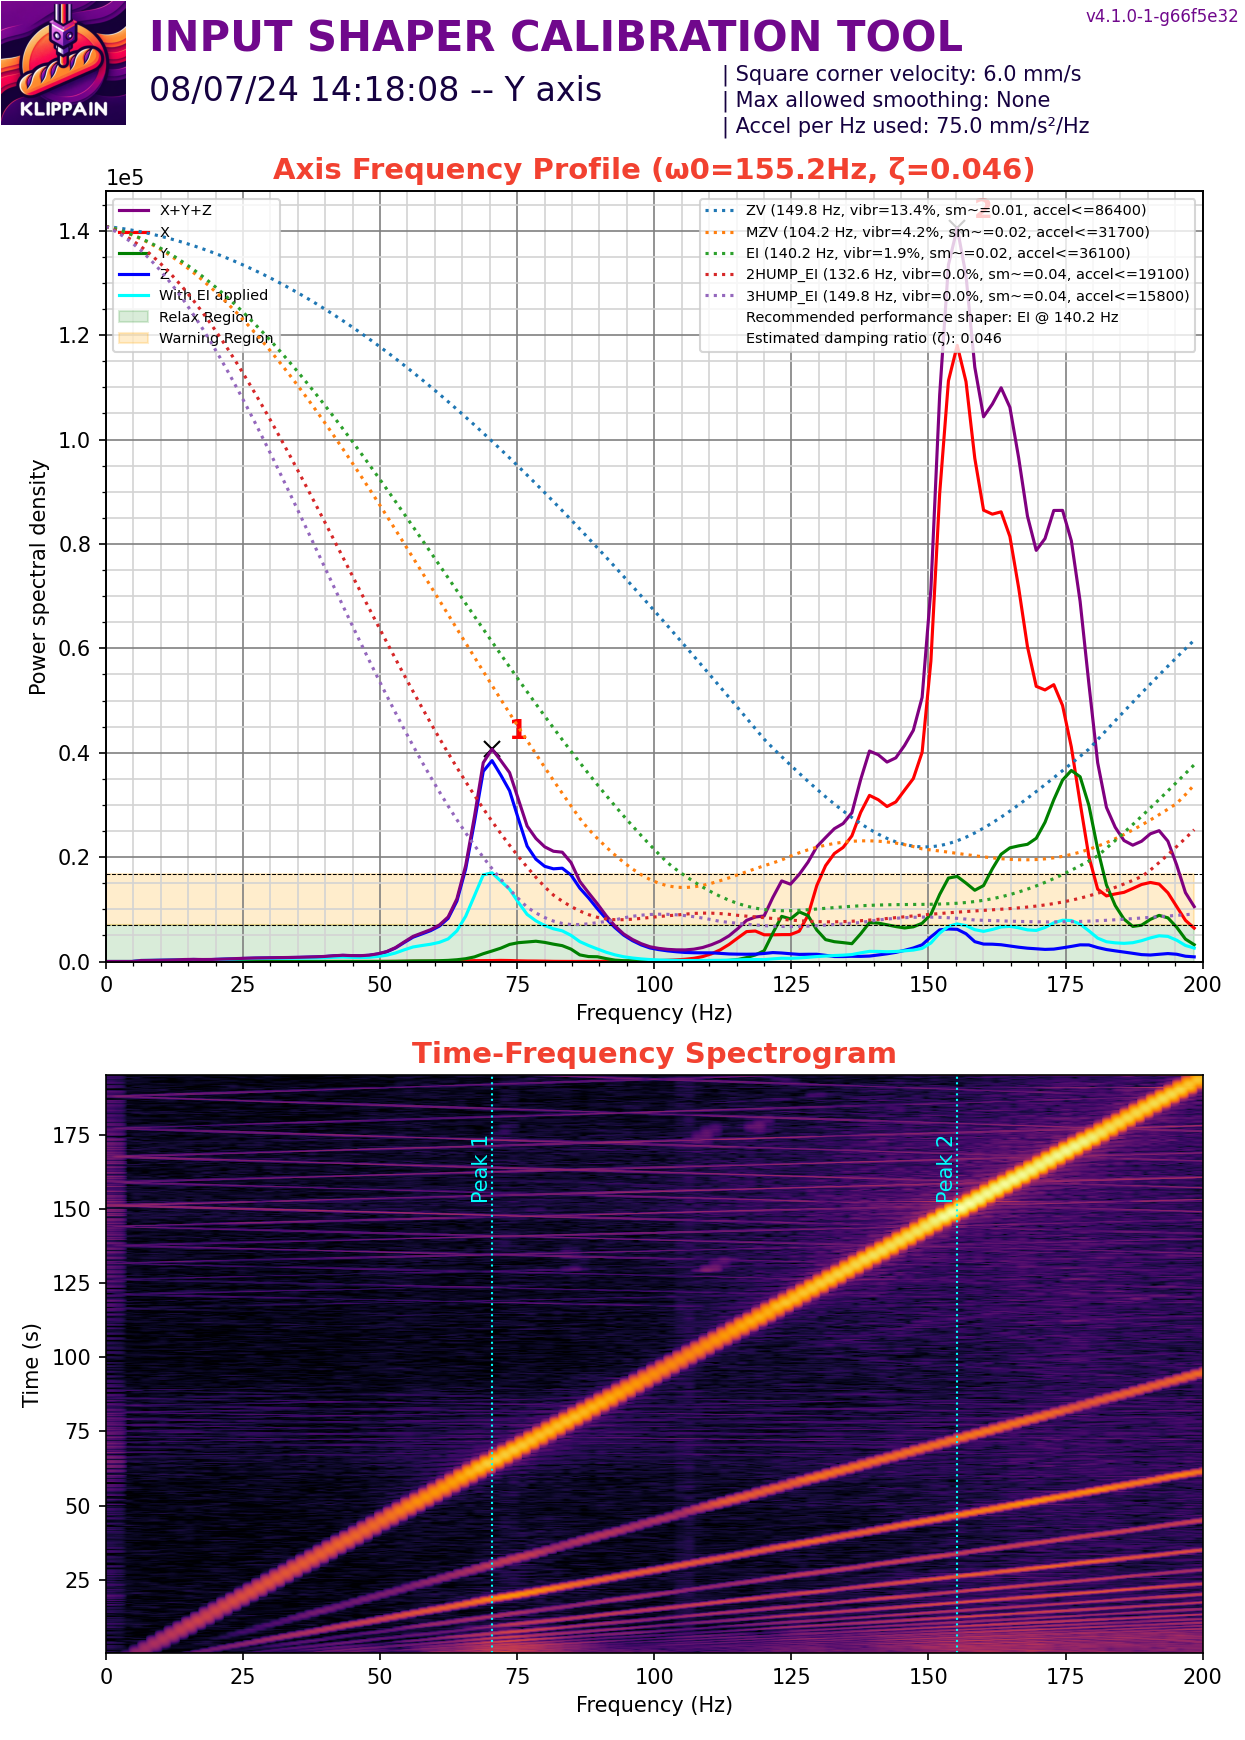 v4.1.0-1-g66f5e32
INPUT SHAPER CALIBRATION TOOL
KLIPPAIN
08/07/24 14:18:08 -- Y axis
| Square corner velocity: 6.0 mm/s
| Max allowed smoothing: None
| Accel per Hz used: 75.0 mm/s²/Hz
Axis Frequency Profile (ω0=155.2Hz, ζ=0.046)
1e5
X+Y+Z
X
Y
Z
With EI applied
Relax Region
Warning Region
ZV (149.8 Hz, vibr=13.4%, sm~=0.01, accel<=86400)
MZV (104.2 Hz, vibr=4.2%, sm~=0.02, accel<=31700)
EI (140.2 Hz, vibr=1.9%, sm~=0.02, accel<=36100)
2HUMP_EI (132.6 Hz, vibr=0.0%, sm~=0.04, accel<=19100)
3HUMP_EI (149.8 Hz, vibr=0.0%, sm~=0.04, accel<=15800)
Recommended performance shaper: EI @ 140.2 Hz
Estimated damping ratio (ζ): 0.046
2
1
Power spectral density
1.4
1.2
1.0
0.8
0.6
0.4
0.2
0.0
0 25 50 75 100 125 150 175 200
Frequency (Hz)
Time-Frequency Spectrogram
Peak 1
Peak 2
Time (s)
175
150
125
100
75
50
25
0 25 50 75 100 125 150 175 200
Frequency (Hz)